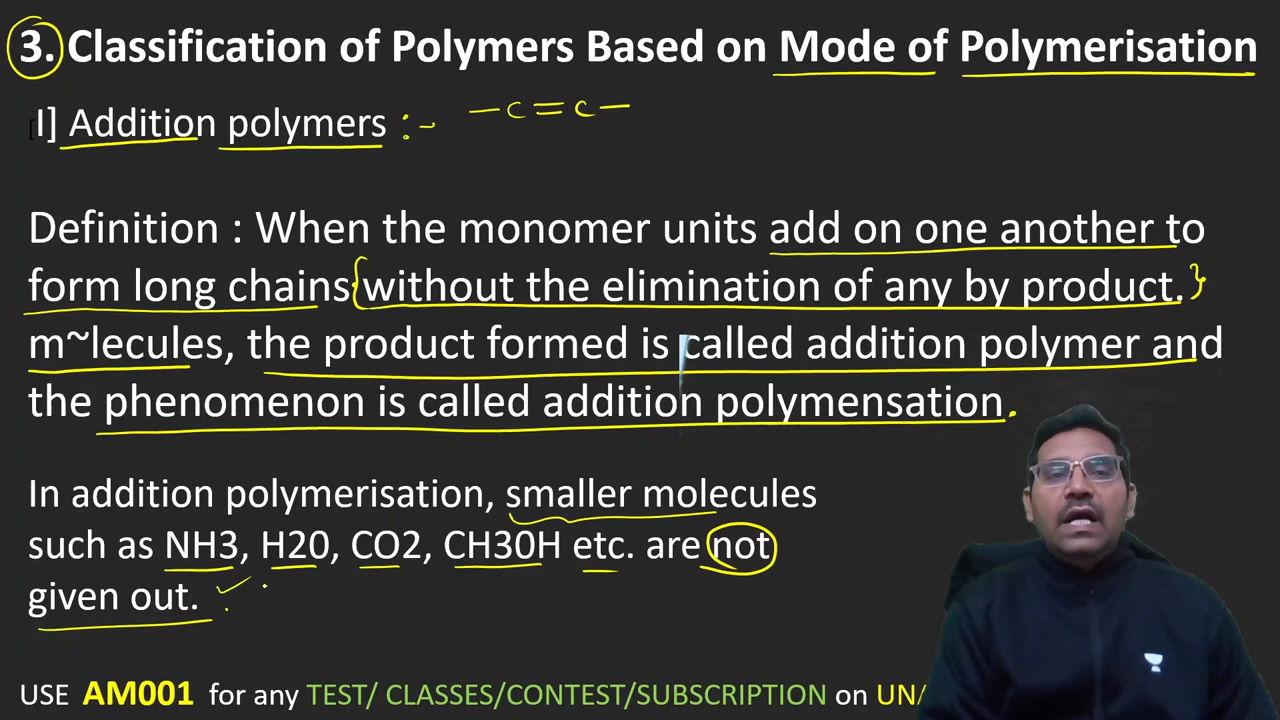 3. Classification of Polymers Based on Mode of Polymerisation
I] Addition polymers :- -c=c-
Definition : When the monomer units add on one another to
form long chains {without the elimination of any by product.}
m~lecules, the product formed is called addition polymer and
the phenomenon is called addition polymensation.
In addition polymerisation, smaller molecules
such as NH3, H20, CO2, CH30H etc. are not
given out.
USE AM001 for any TEST/ CLASSES/CONTEST/SUBSCRIPTION on